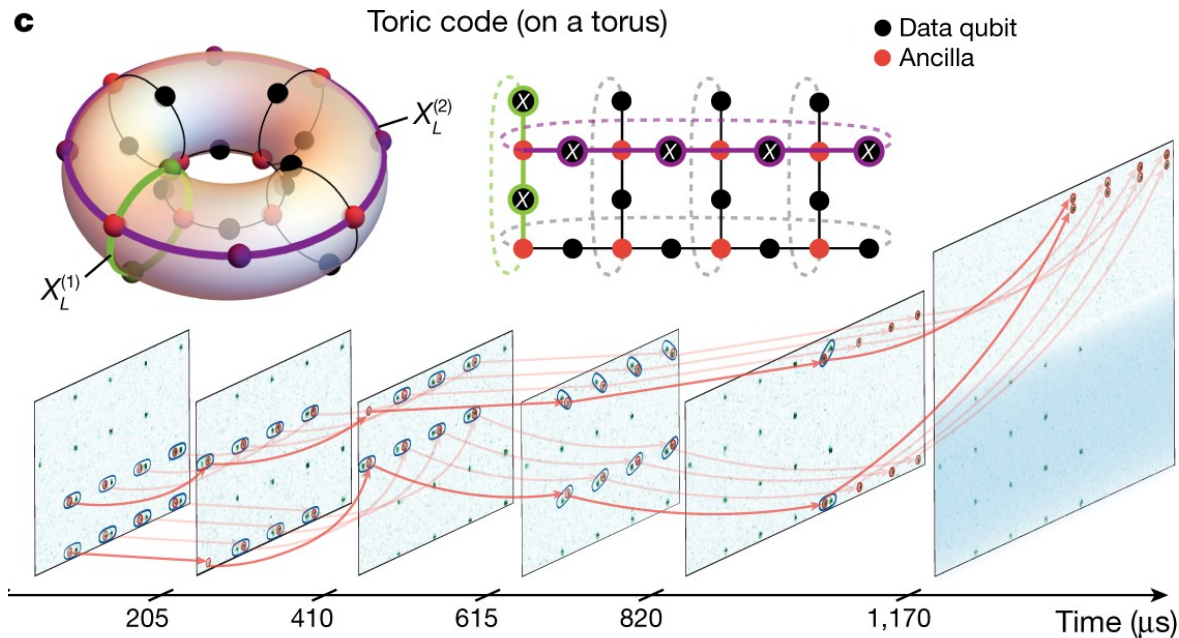 c
Toric code (on a torus)
Data qubit
Ancilla
X_L^{(2)}
X_L^{(1)}
X
X X X X
X
205 410 615 820 1,170 Time (μs)